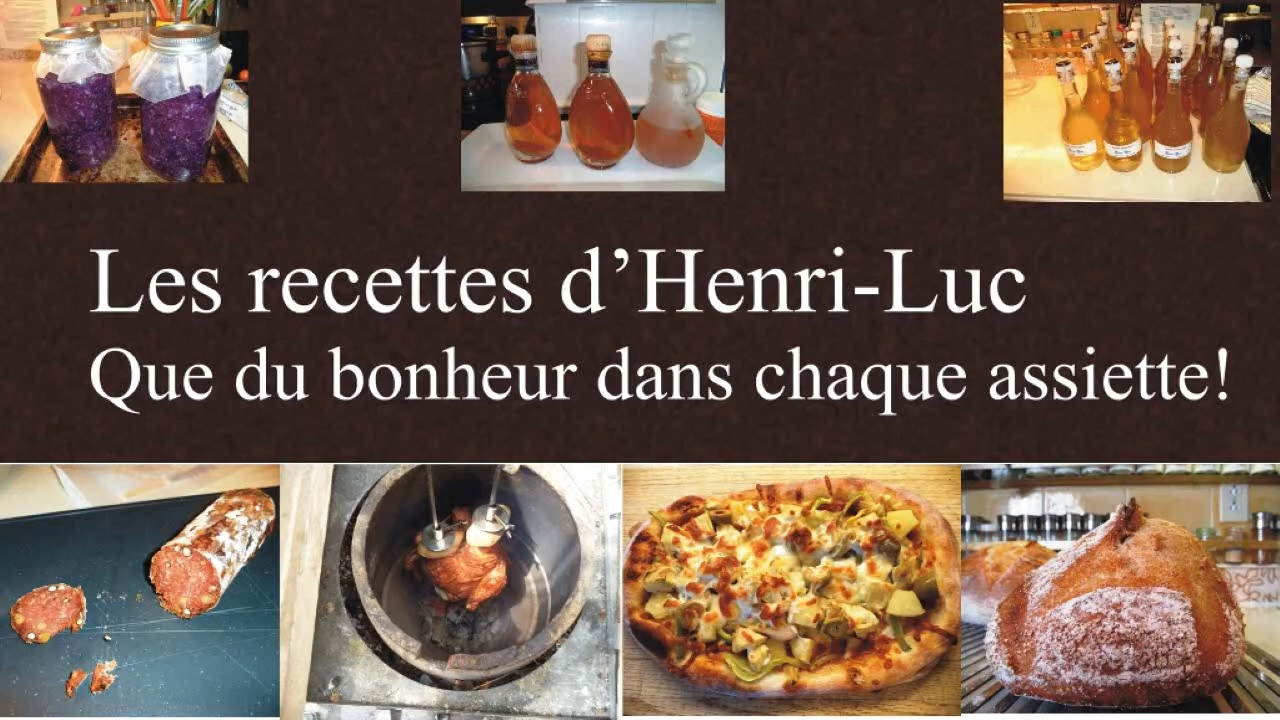 Les recettes d’Henri-Luc
Que du bonheur dans chaque assiette!